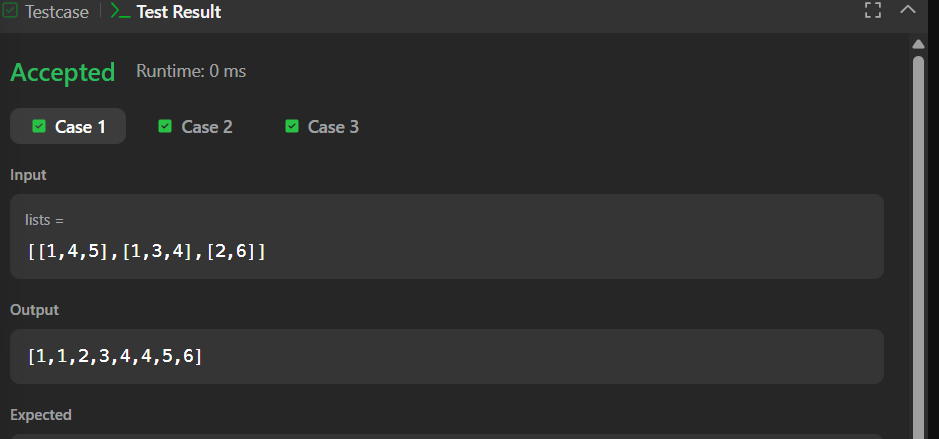 Testcase
Test Result
Accepted Runtime: 0 ms
Case 1 Case 2 Case 3
Input
lists =
[[1,4,5],[1,3,4],[2,6]]
Output
[1,1,2,3,4,4,5,6]
Expected